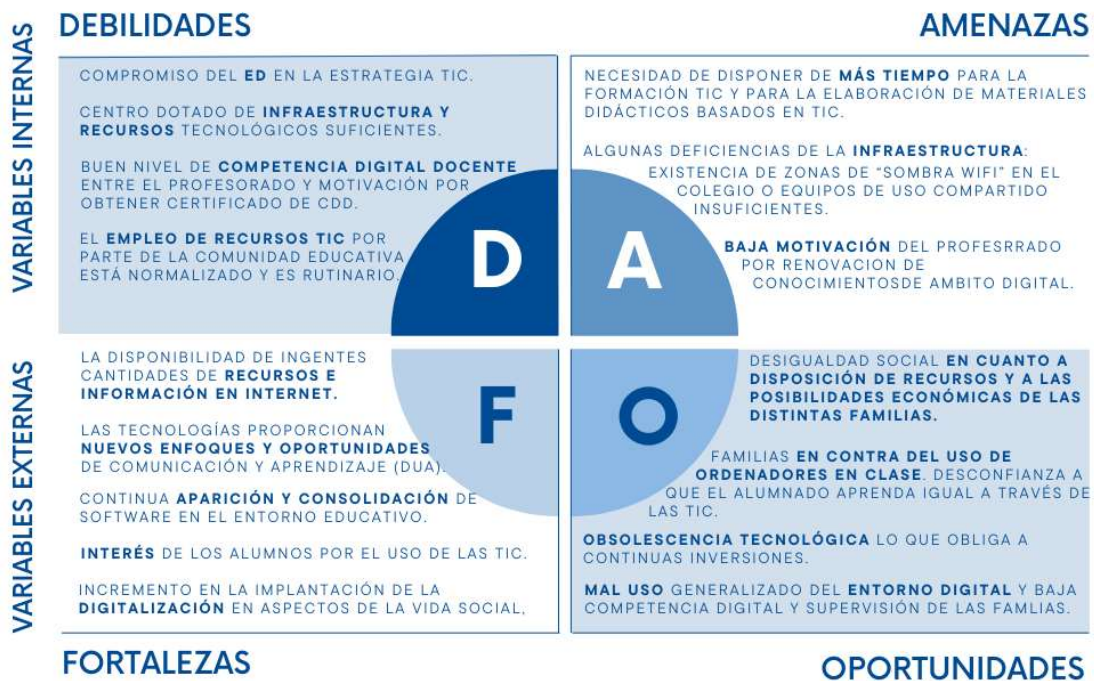 DEBILIDADES
AMENAZAS
VARIABLES INTERNAS
COMPROMISO DEL ED EN LA ESTRATEGIA TIC.
CENTRO DOTADO DE INFRAESTRUCTURA Y
RECURSOS TECNOLÓGICOS SUFICIENTES.
BUEN NIVEL DE COMPETENCIA DIGITAL DOCENTE
ENTRE EL PROFESORADO Y MOTIVACIÓN POR
OBTENER CERTIFICADO DE CDD.
EL EMPLEO DE RECURSOS TIC POR
PARTE DE LA COMUNIDAD EDUCATIVA
ESTÁ NORMALIZADO Y ES RUTINARIO.
D
NECESIDAD DE DISPONER DE MÁS TIEMPO PARA LA
FORMACIÓN TIC Y PARA LA ELABORACIÓN DE MATERIALES
DIDÁCTICOS BASADOS EN TIC.
ALGUNAS DEFICIENCIAS DE LA INFRAESTRUCTURA:
EXISTENCIA DE ZONAS DE "SOMBRA WIFI" EN EL
COLEGIO O EQUIPOS DE USO COMPARTIDO
INSUFICIENTES.
BAJA MOTIVACIÓN DEL PROFESRRADO
POR RENOVACION DE
CONOCIMIENTOSDE AMBITO DIGITAL.
A
VARIABLES EXTERNAS
LA DISPONIBILIDAD DE INGENTES
CANTIDADES DE RECURSOS E
INFORMACIÓN EN INTERNET.
LAS TECNOLOGÍAS PROPORCIONAN
NUEVOS ENFOQUES Y OPORTUNIDADES
DE COMUNICACIÓN Y APRENDIZAJE (DUA).
CONTINUA APARICIÓN Y CONSOLIDACIÓN DE
SOFTWARE EN EL ENTORNO EDUCATIVO.
INTERÉS DE LOS ALUMNOS POR EL USO DE LAS TIC.
INCREMENTO EN LA IMPLANTACIÓN DE LA
DIGITALIZACIÓN EN ASPECTOS DE LA VIDA SOCIAL,
F
DESIGUALDAD SOCIAL EN CUANTO A
DISPOSICIÓN DE RECURSOS Y A LAS
POSIBILIDADES ECONÓMICAS DE LAS
DISTINTAS FAMILIAS.
FAMILIAS EN CONTRA DEL USO DE
ORDENADORES EN CLASE. DESCONFIANZA A
QUE EL ALUMNADO APRENDA IGUAL A TRAVÉS DE
LAS TIC.
OBSOLESCENCIA TECNOLÓGICA LO QUE OBLIGA A
CONTINUAS INVERSIONES.
MAL USO GENERALIZADO DEL ENTORNO DIGITAL Y BAJA
COMPETENCIA DIGITAL Y SUPERVISIÓN DE LAS FAMLIAS.
O
FORTALEZAS
OPORTUNIDADES